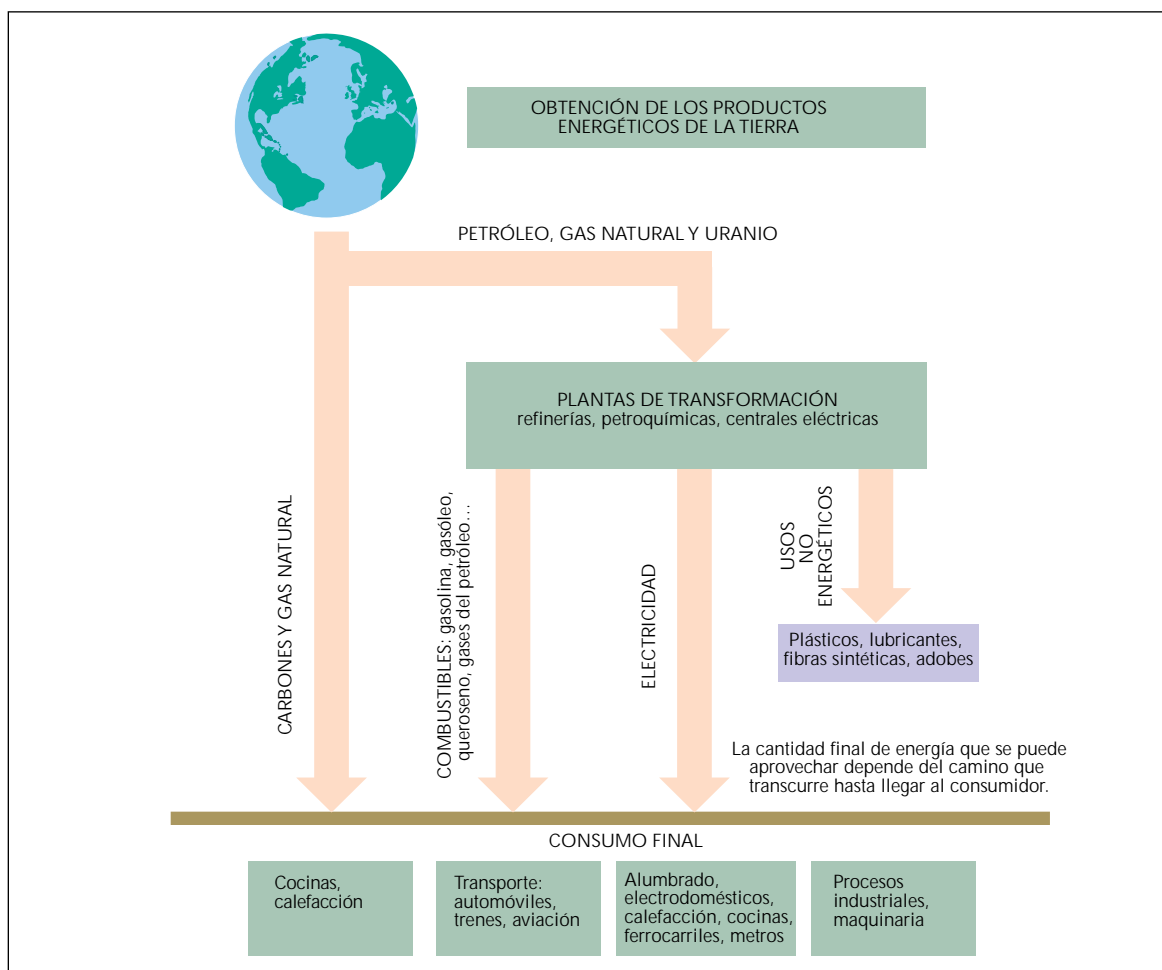 OBTENCIÓN DE LOS PRODUCTOS
ENERGÉTICOS DE LA TIERRA
PETRÓLEO, GAS NATURAL Y URANIO
PLANTAS DE TRANSFORMACIÓN
refinerías, petroquímicas, centrales eléctricas
CARBONES Y GAS NATURAL
COMBUSTIBLES: gasolina, gasóleo,
queroseno, gases del petróleo...
ELECTRICIDAD
USOS
NO
ENERGÉTICOS
Plásticos, lubricantes,
fibras sintéticas, adobes
La cantidad final de energía que se puede
aprovechar depende del camino que
transcurre hasta llegar al consumidor.
CONSUMO FINAL
Cocinas,
calefacción
Transporte:
automóviles,
trenes, aviación
Alumbrado,
electrodomésticos,
calefacción, cocinas,
ferrocarriles, metros
Procesos
industriales,
maquinaria